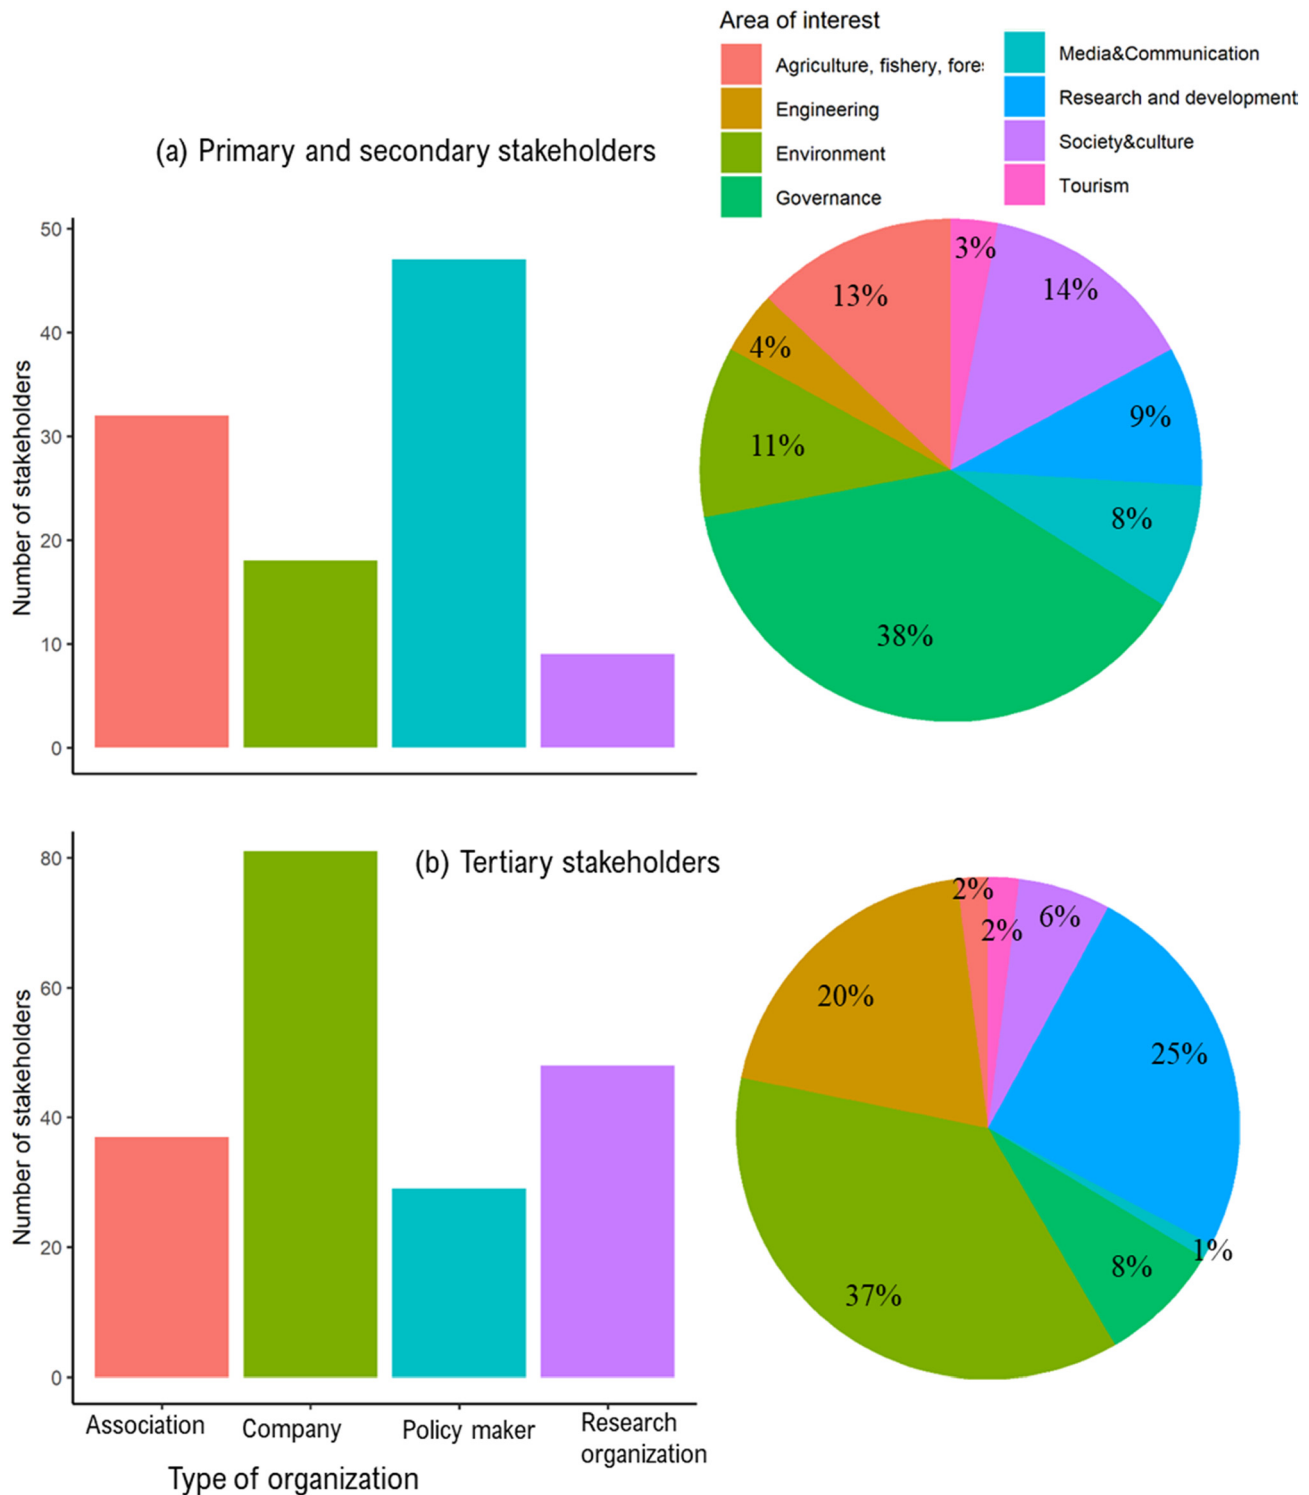 Area of interest
Agriculture, fishery, fores
Engineering
Environment
Governance
Media&Communication
Research and development
Society&culture
Tourism
(a) Primary and secondary stakeholders
Number of stakeholders
50
40
30
20
10
0
3%
14%
13%
4%
9%
11%
8%
38%
(b) Tertiary stakeholders
Number of stakeholders
80
60
40
20
0
2%
2%
6%
20%
25%
1%
8%
37%
Association
Company
Policy maker
Research
organization
Type of organization